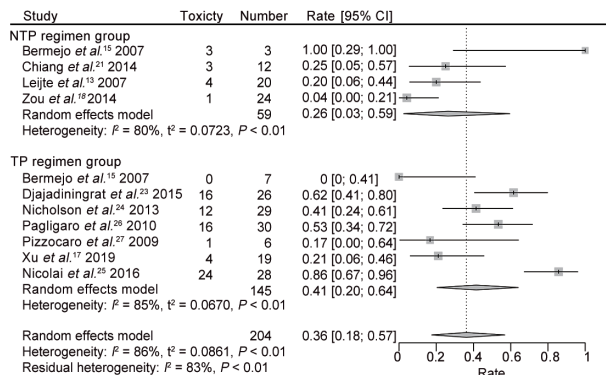 Study Toxicty Number Rate [95% CI]
NTP regimen group
Bermejo et al.15 2007 3 3 1.00 [0.29; 1.00]
Chiang et al.21 2014 3 12 0.25 [0.05; 0.57]
Leijte et al.13 2007 4 20 0.20 [0.06; 0.44]
Zou et al.18 2014 1 24 0.04 [0.00; 0.21]
Random effects model 59 0.26 [0.03; 0.59]
Heterogeneity: I² = 80%, t² = 0.0723, P < 0.01
TP regimen group
Bermejo et al.15 2007 0 7 0 [0; 0.41]
Djajadiningrat et al.23 2015 16 26 0.62 [0.41; 0.80]
Nicholson et al.24 2013 12 29 0.41 [0.24; 0.61]
Pagligaro et al.26 2010 16 30 0.53 [0.34; 0.72]
Pizzocaro et al.27 2009 1 6 0.17 [0.00; 0.64]
Xu et al.17 2019 4 19 0.21 [0.06; 0.46]
Nicolai et al.25 2016 24 28 0.86 [0.67; 0.96]
Random effects model 145 0.41 [0.20; 0.64]
Heterogeneity: I² = 85%, t² = 0.0670, P < 0.01
Random effects model 204 0.36 [0.18; 0.57]
Heterogeneity: I² = 86%, t² = 0.0861, P < 0.01
Residual heterogeneity: I² = 83%, P < 0.01
0 0.2 0.4 0.6 0.8 1
Rate